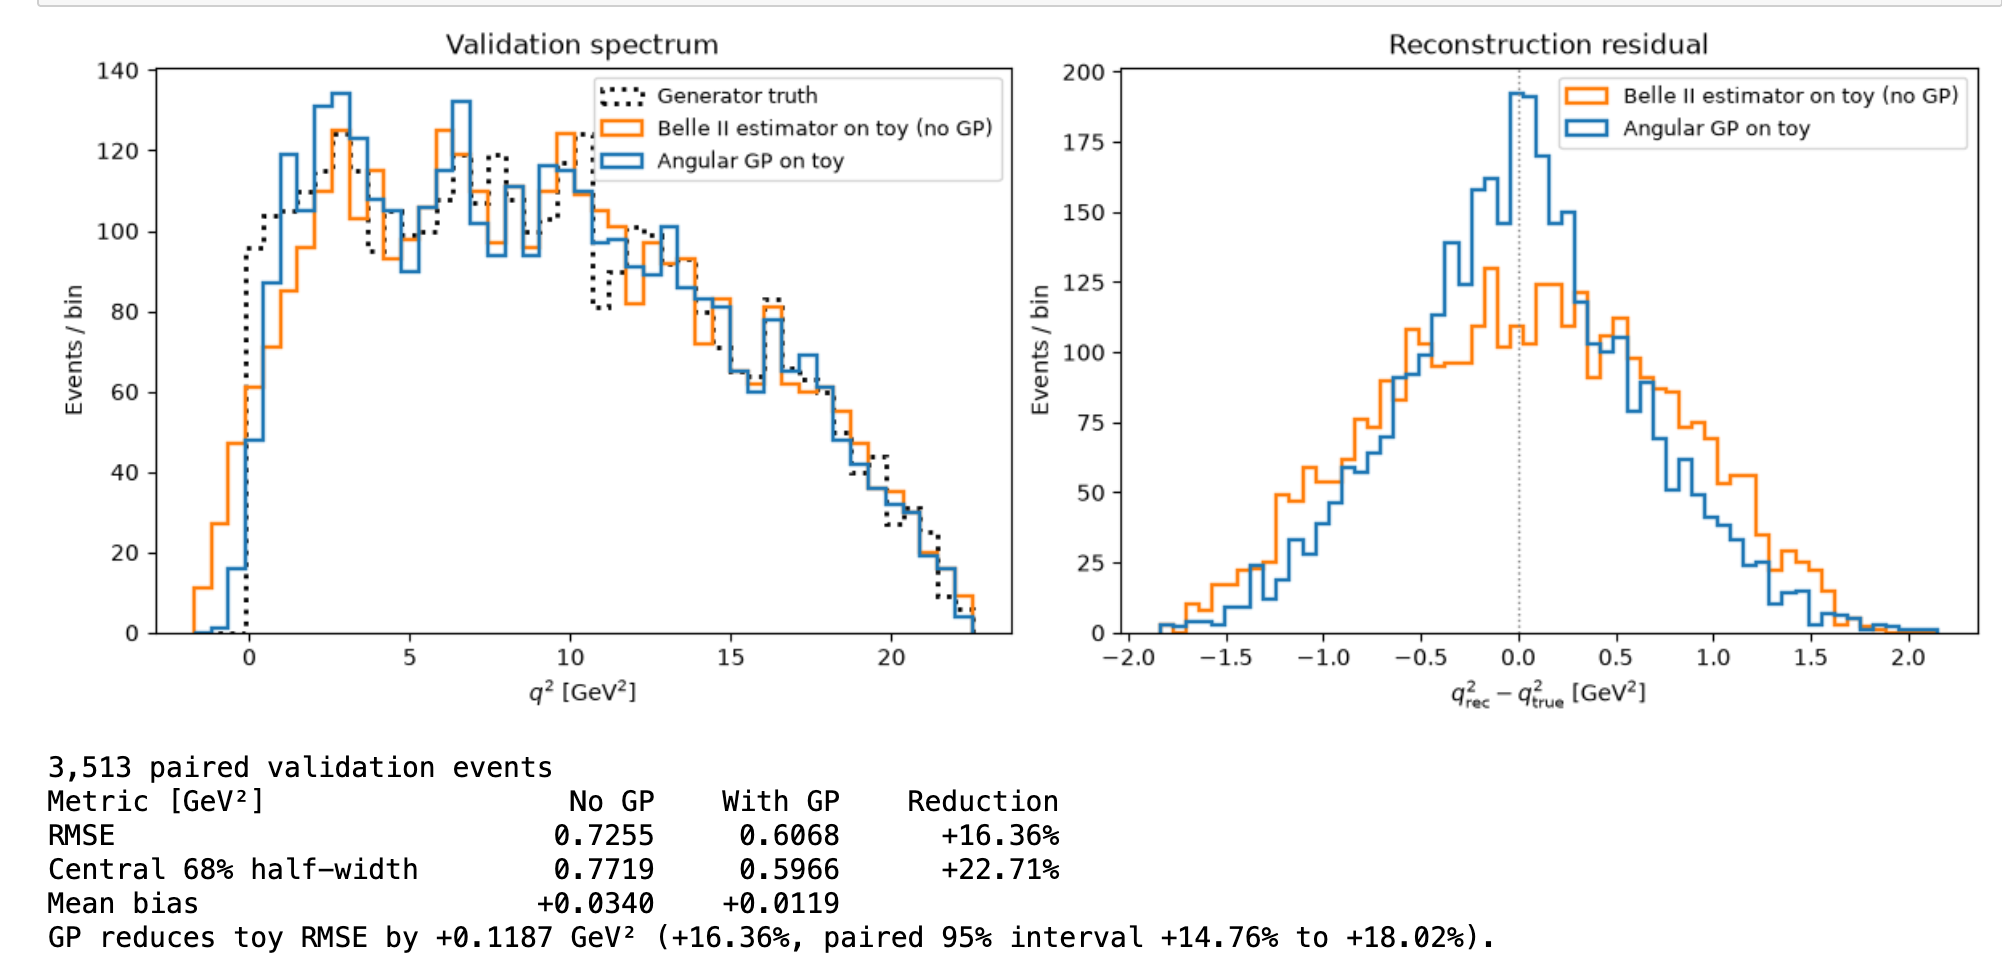 Validation spectrum
140
120
100
80
60
40
20
0
Events / bin
Generator truth
Belle II estimator on toy (no GP)
Angular GP on toy
0 5 10 15 20
q² [GeV²]
Reconstruction residual
200
175
150
125
100
75
50
25
0
Events / bin
Belle II estimator on toy (no GP)
Angular GP on toy
−2.0 −1.5 −1.0 −0.5 0.0 0.5 1.0 1.5 2.0
q²rec − q²true [GeV²]
3,513 paired validation events
Metric [GeV²] No GP With GP Reduction
RMSE 0.7255 0.6068 +16.36%
Central 68% half−width 0.7719 0.5966 +22.71%
Mean bias +0.0340 +0.0119
GP reduces toy RMSE by +0.1187 GeV² (+16.36%, paired 95% interval +14.76% to +18.02%).